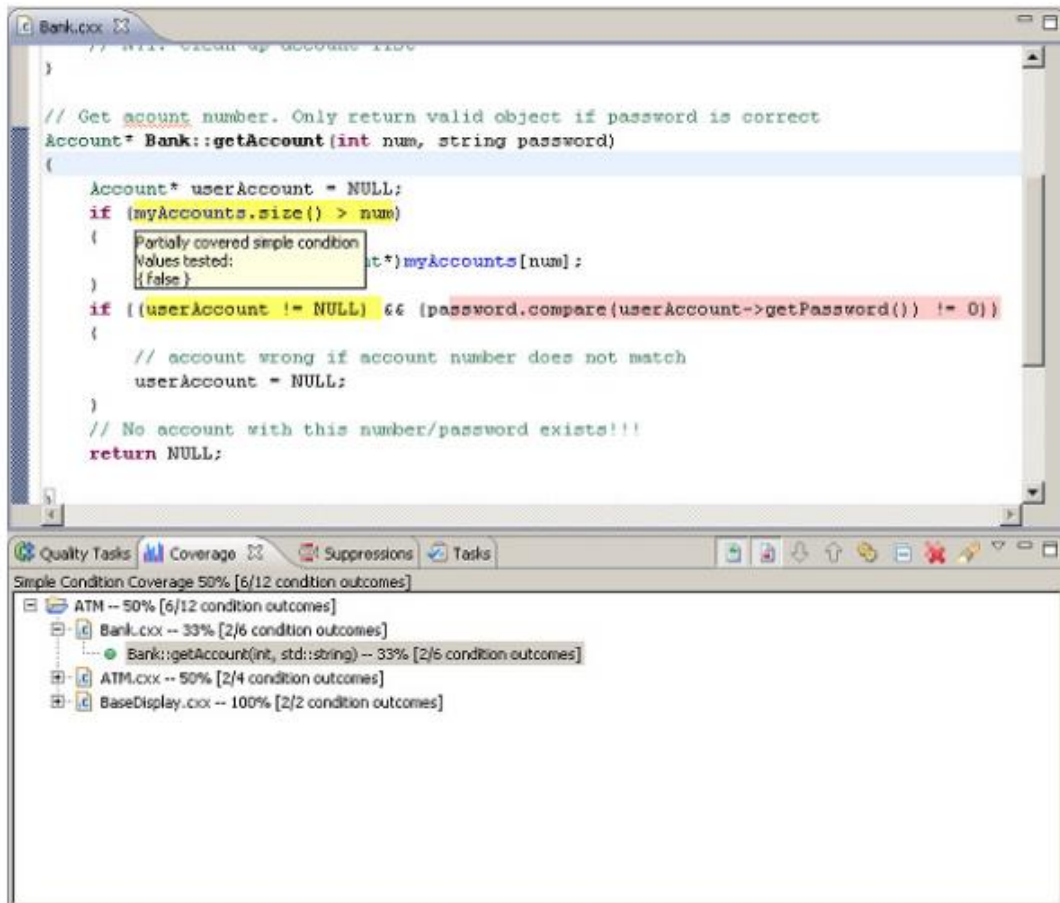 Bank.cxx
}
// Get acount number. Only return valid object if password is correct
Account* Bank::getAccount(int num, string password)
{
Account* userAccount = NULL;
if (myAccounts.size() > num)
{
Partially covered simple condition
Values tested:
{ false }
t*)myAccounts[num];
}
if ((userAccount != NULL) && (password.compare(userAccount->getPassword()) != 0))
{
// account wrong if account number does not match
userAccount = NULL;
}
// No account with this number/password exists!!!
return NULL;
}
Quality Tasks Coverage Suppressions Tasks
Simple Condition Coverage 50% [6/12 condition outcomes]
ATM -- 50% [6/12 condition outcomes]
Bank.cxx -- 33% [2/6 condition outcomes]
Bank::getAccount(int, std::string) -- 33% [2/6 condition outcomes]
ATM.cxx -- 50% [2/4 condition outcomes]
BaseDisplay.cxx -- 100% [2/2 condition outcomes]